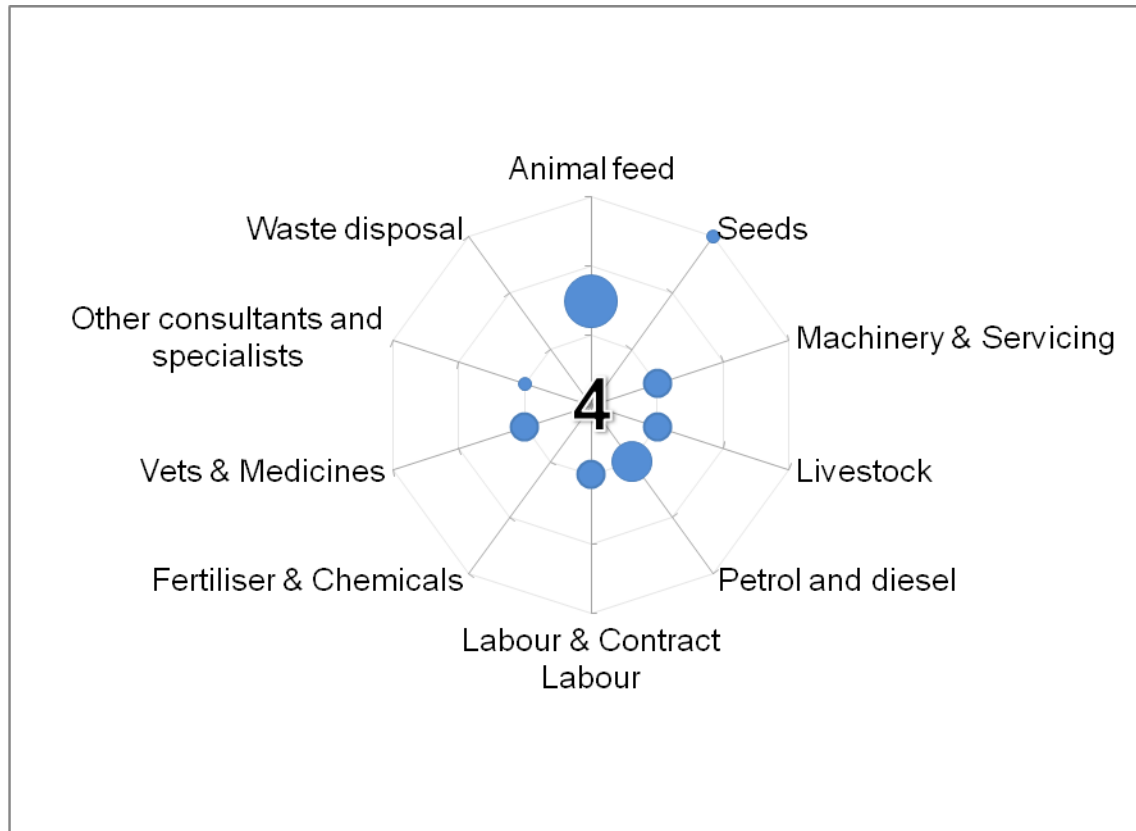 Animal feed
Waste disposal
Seeds
Other consultants and
specialists
Machinery & Servicing
4
Vets & Medicines
Livestock
Fertiliser & Chemicals
Petrol and diesel
Labour & Contract
Labour